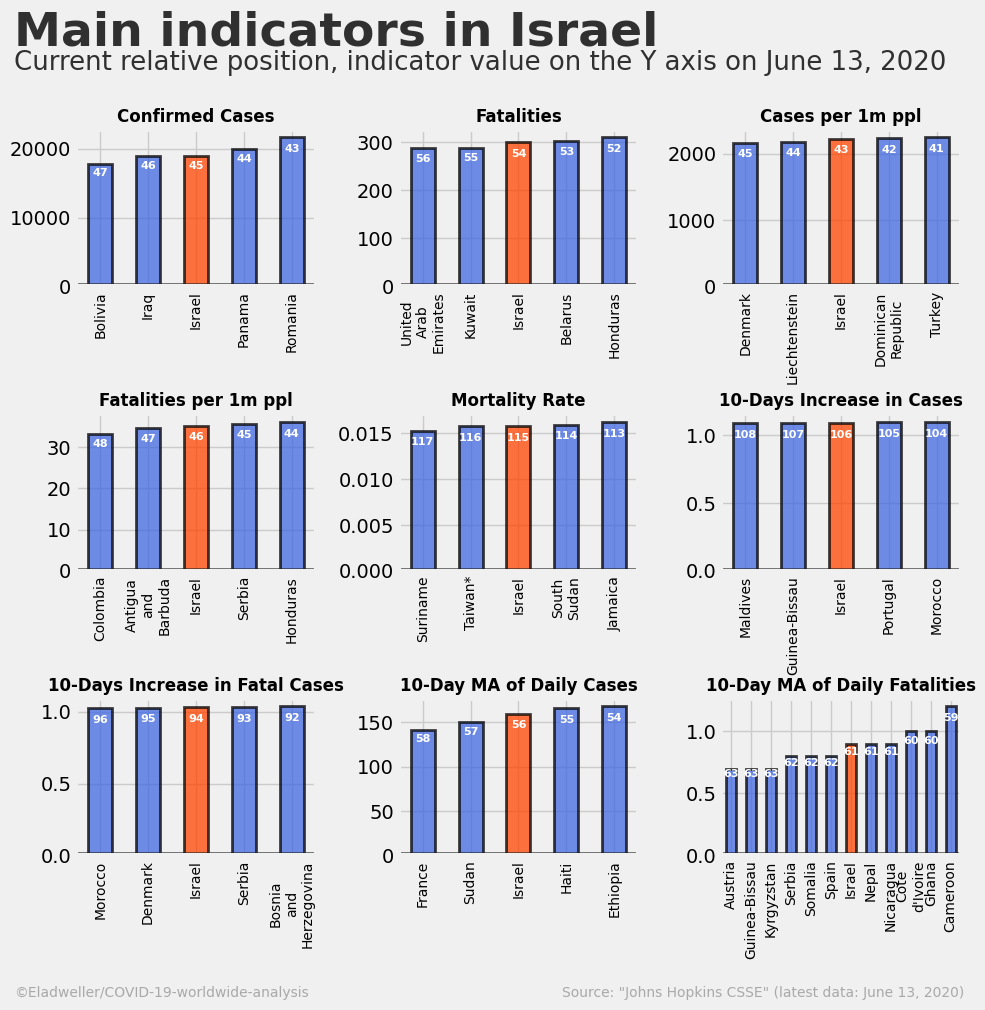 Main indicators in Israel
Current relative position, indicator value on the Y axis on June 13, 2020
Confirmed Cases
20000
10000
0
47
46
45
44
43
Bolivia
Iraq
Israel
Panama
Romania
Fatalities
300
200
100
0
56
55
54
53
52
United
Arab
Emirates
Kuwait
Israel
Belarus
Honduras
Cases per 1m ppl
2000
1000
0
45
44
43
42
41
Denmark
Liechtenstein
Israel
Dominican
Republic
Turkey
Fatalities per 1m ppl
30
20
10
0
48
47
46
45
44
Colombia
Antigua
and
Barbuda
Israel
Serbia
Honduras
Mortality Rate
0.015
0.010
0.005
0.000
117
116
115
114
113
Suriname
Taiwan*
Israel
South
Sudan
Jamaica
10-Days Increase in Cases
1.0
0.5
0.0
108
107
106
105
104
Maldives
Guinea-Bissau
Israel
Portugal
Morocco
10-Days Increase in Fatal Cases
1.0
0.5
0.0
96
95
94
93
92
Morocco
Denmark
Israel
Serbia
Bosnia
and
Herzegovina
10-Day MA of Daily Cases
150
100
50
0
58
57
56
55
54
France
Sudan
Israel
Haiti
Ethiopia
10-Day MA of Daily Fatalities
1.0
0.5
0.0
63
63
63
62
62
62
61
61
61
60
60
59
Austria
Guinea-Bissau
Kyrgyzstan
Serbia
Somalia
Spain
Israel
Nepal
Nicaragua
Cote
d'Ivoire
Ghana
Cameroon
©Eladweller/COVID-19-worldwide-analysis
Source: "Johns Hopkins CSSE" (latest data: June 13, 2020)